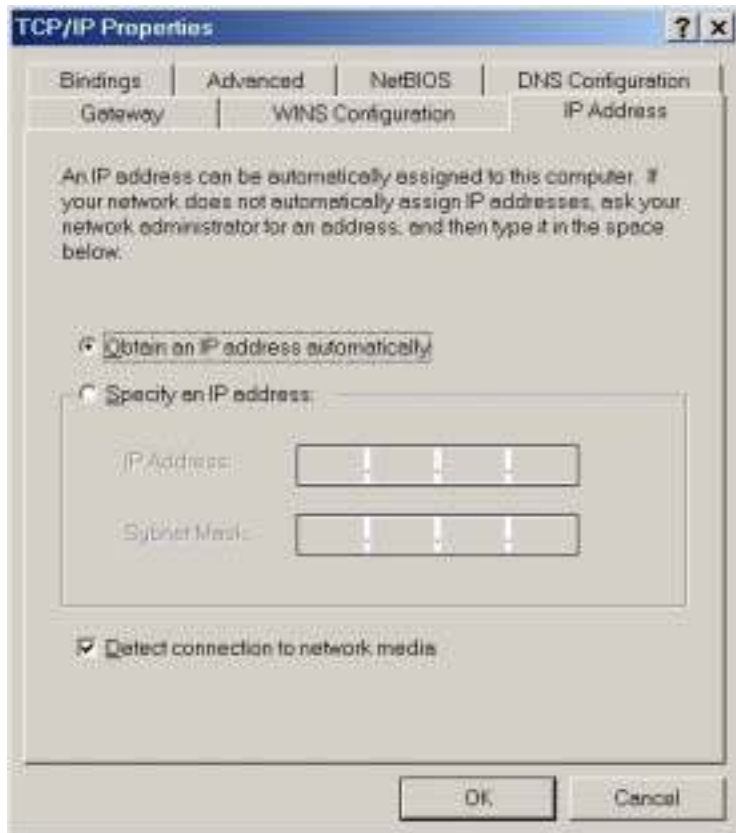 TCP/IP Properties
Bindings Advanced NetBIOS DNS Configuration
Gateway WINS Configuration IP Address
An IP address can be automatically assigned to this computer. If
your network does not automatically assign IP addresses, ask your
network administrator for an address, and then type it in the space
below.
Obtain an IP address automatically
Specify an IP address:
IP Address:
Subnet Mask:
Detect connection to network media
OK Cancel